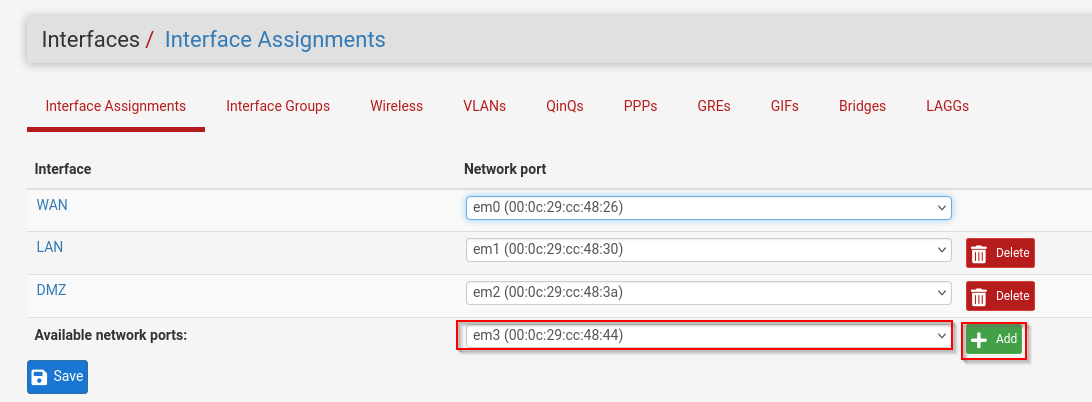 Interfaces / Interface Assignments
Interface Assignments Interface Groups Wireless VLANs QinQs PPPs GREs GIFs Bridges LAGGs
Interface Network port
WAN em0 (00:0c:29:cc:48:26)
LAN em1 (00:0c:29:cc:48:30) Delete
DMZ em2 (00:0c:29:cc:48:3a) Delete
Available network ports: em3 (00:0c:29:cc:48:44) Add
Save